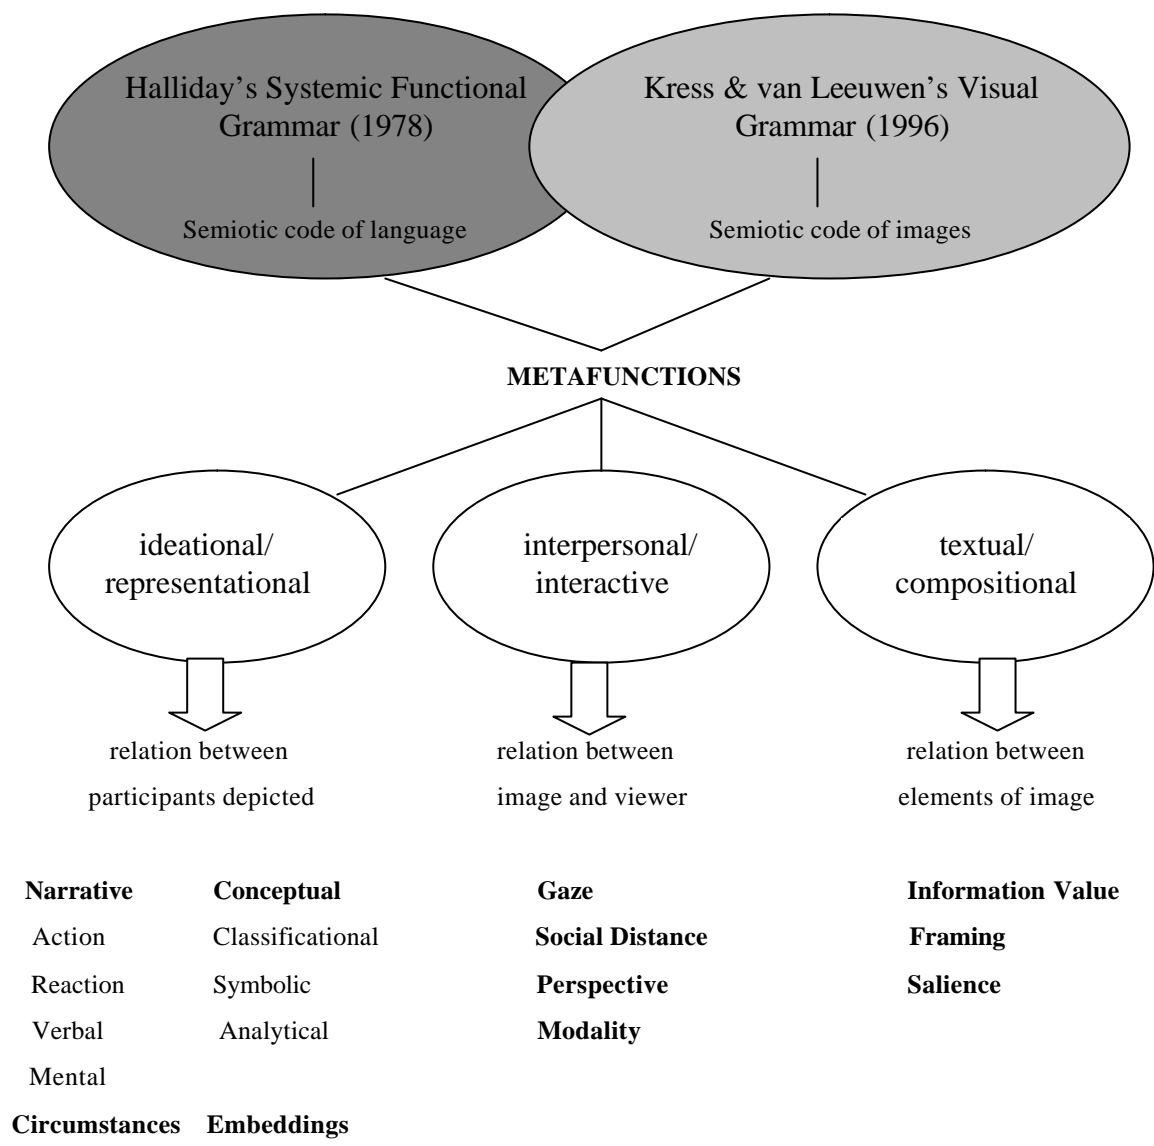 Halliday's Systemic Functional
Grammar (1978)
Semiotic code of language
Kress & van Leeuwen's Visual
Grammar (1996)
Semiotic code of images
METAFUNCTIONS
ideational/
representational
interpersonal/
interactive
textual/
compositional
relation between
participants depicted
relation between
image and viewer
relation between
elements of image
Narrative
Action
Reaction
Verbal
Mental
Circumstances
Conceptual
Classificational
Symbolic
Analytical
Embeddings
Gaze
Social Distance
Perspective
Modality
Information Value
Framing
Salience